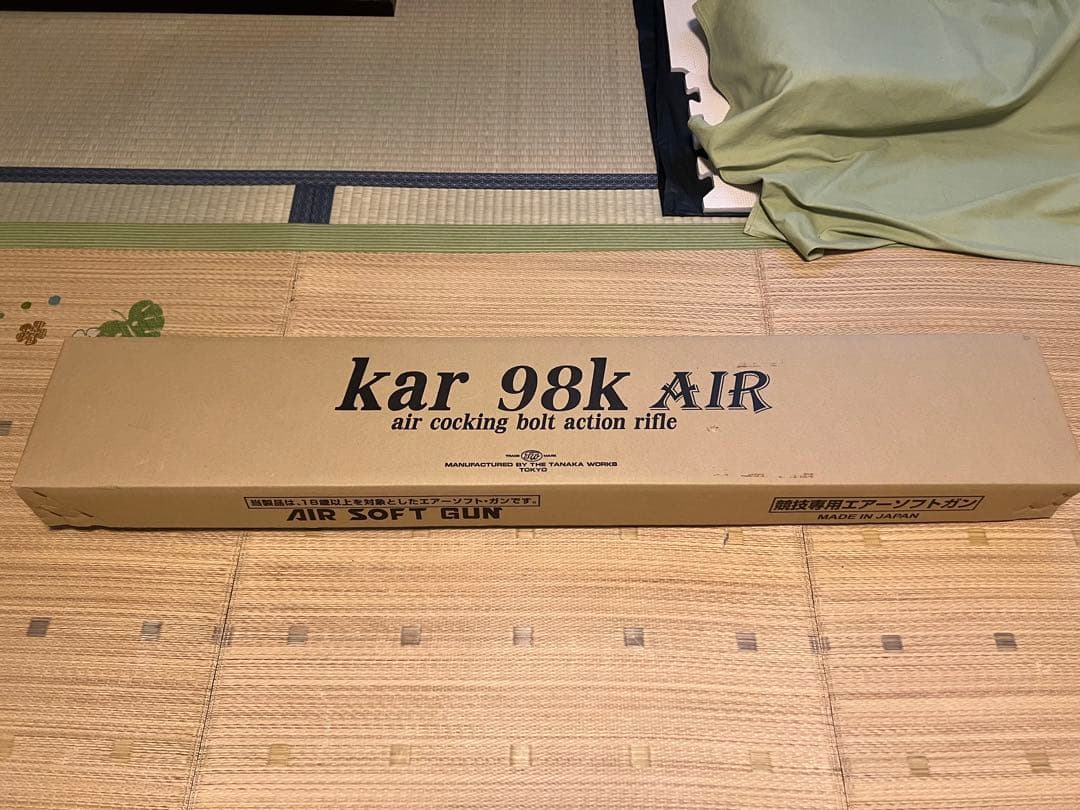 kar 98k AIR
air cocking bolt action rifle
TRADE MARK
MANUFACTURED BY THE TANAKA WORKS
TOKYO
当製品は、18歳以上を対象としたエアーソフト・ガンです。
AIR SOFT GUN
競技専用エアーソフトガン
MADE IN JAPAN